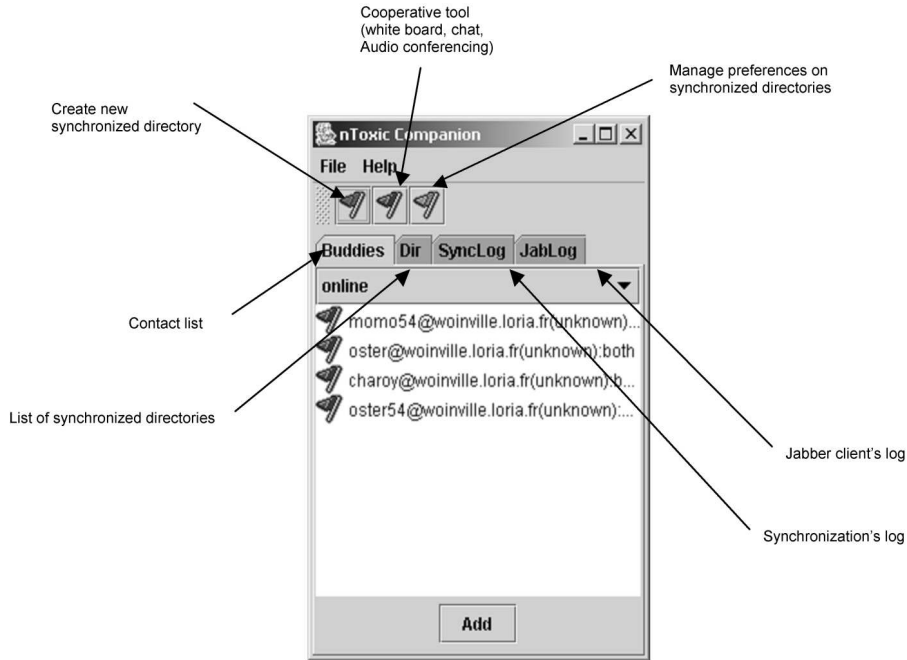 Cooperative tool
(white board, chat,
Audio conferencing)
Manage preferences on
synchronized directories
Create new
synchronized directory
nToxic Companion
File Help
Buddies Dir SyncLog JabLog
online
momo54@woinville.loria.fr(unknown)...
oster@woinville.loria.fr(unknown):both
charoy@woinville.loria.fr(unknown):b...
oster54@woinville.loria.fr(unknown):...
Contact list
List of synchronized directories
Jabber client's log
Synchronization's log
Add